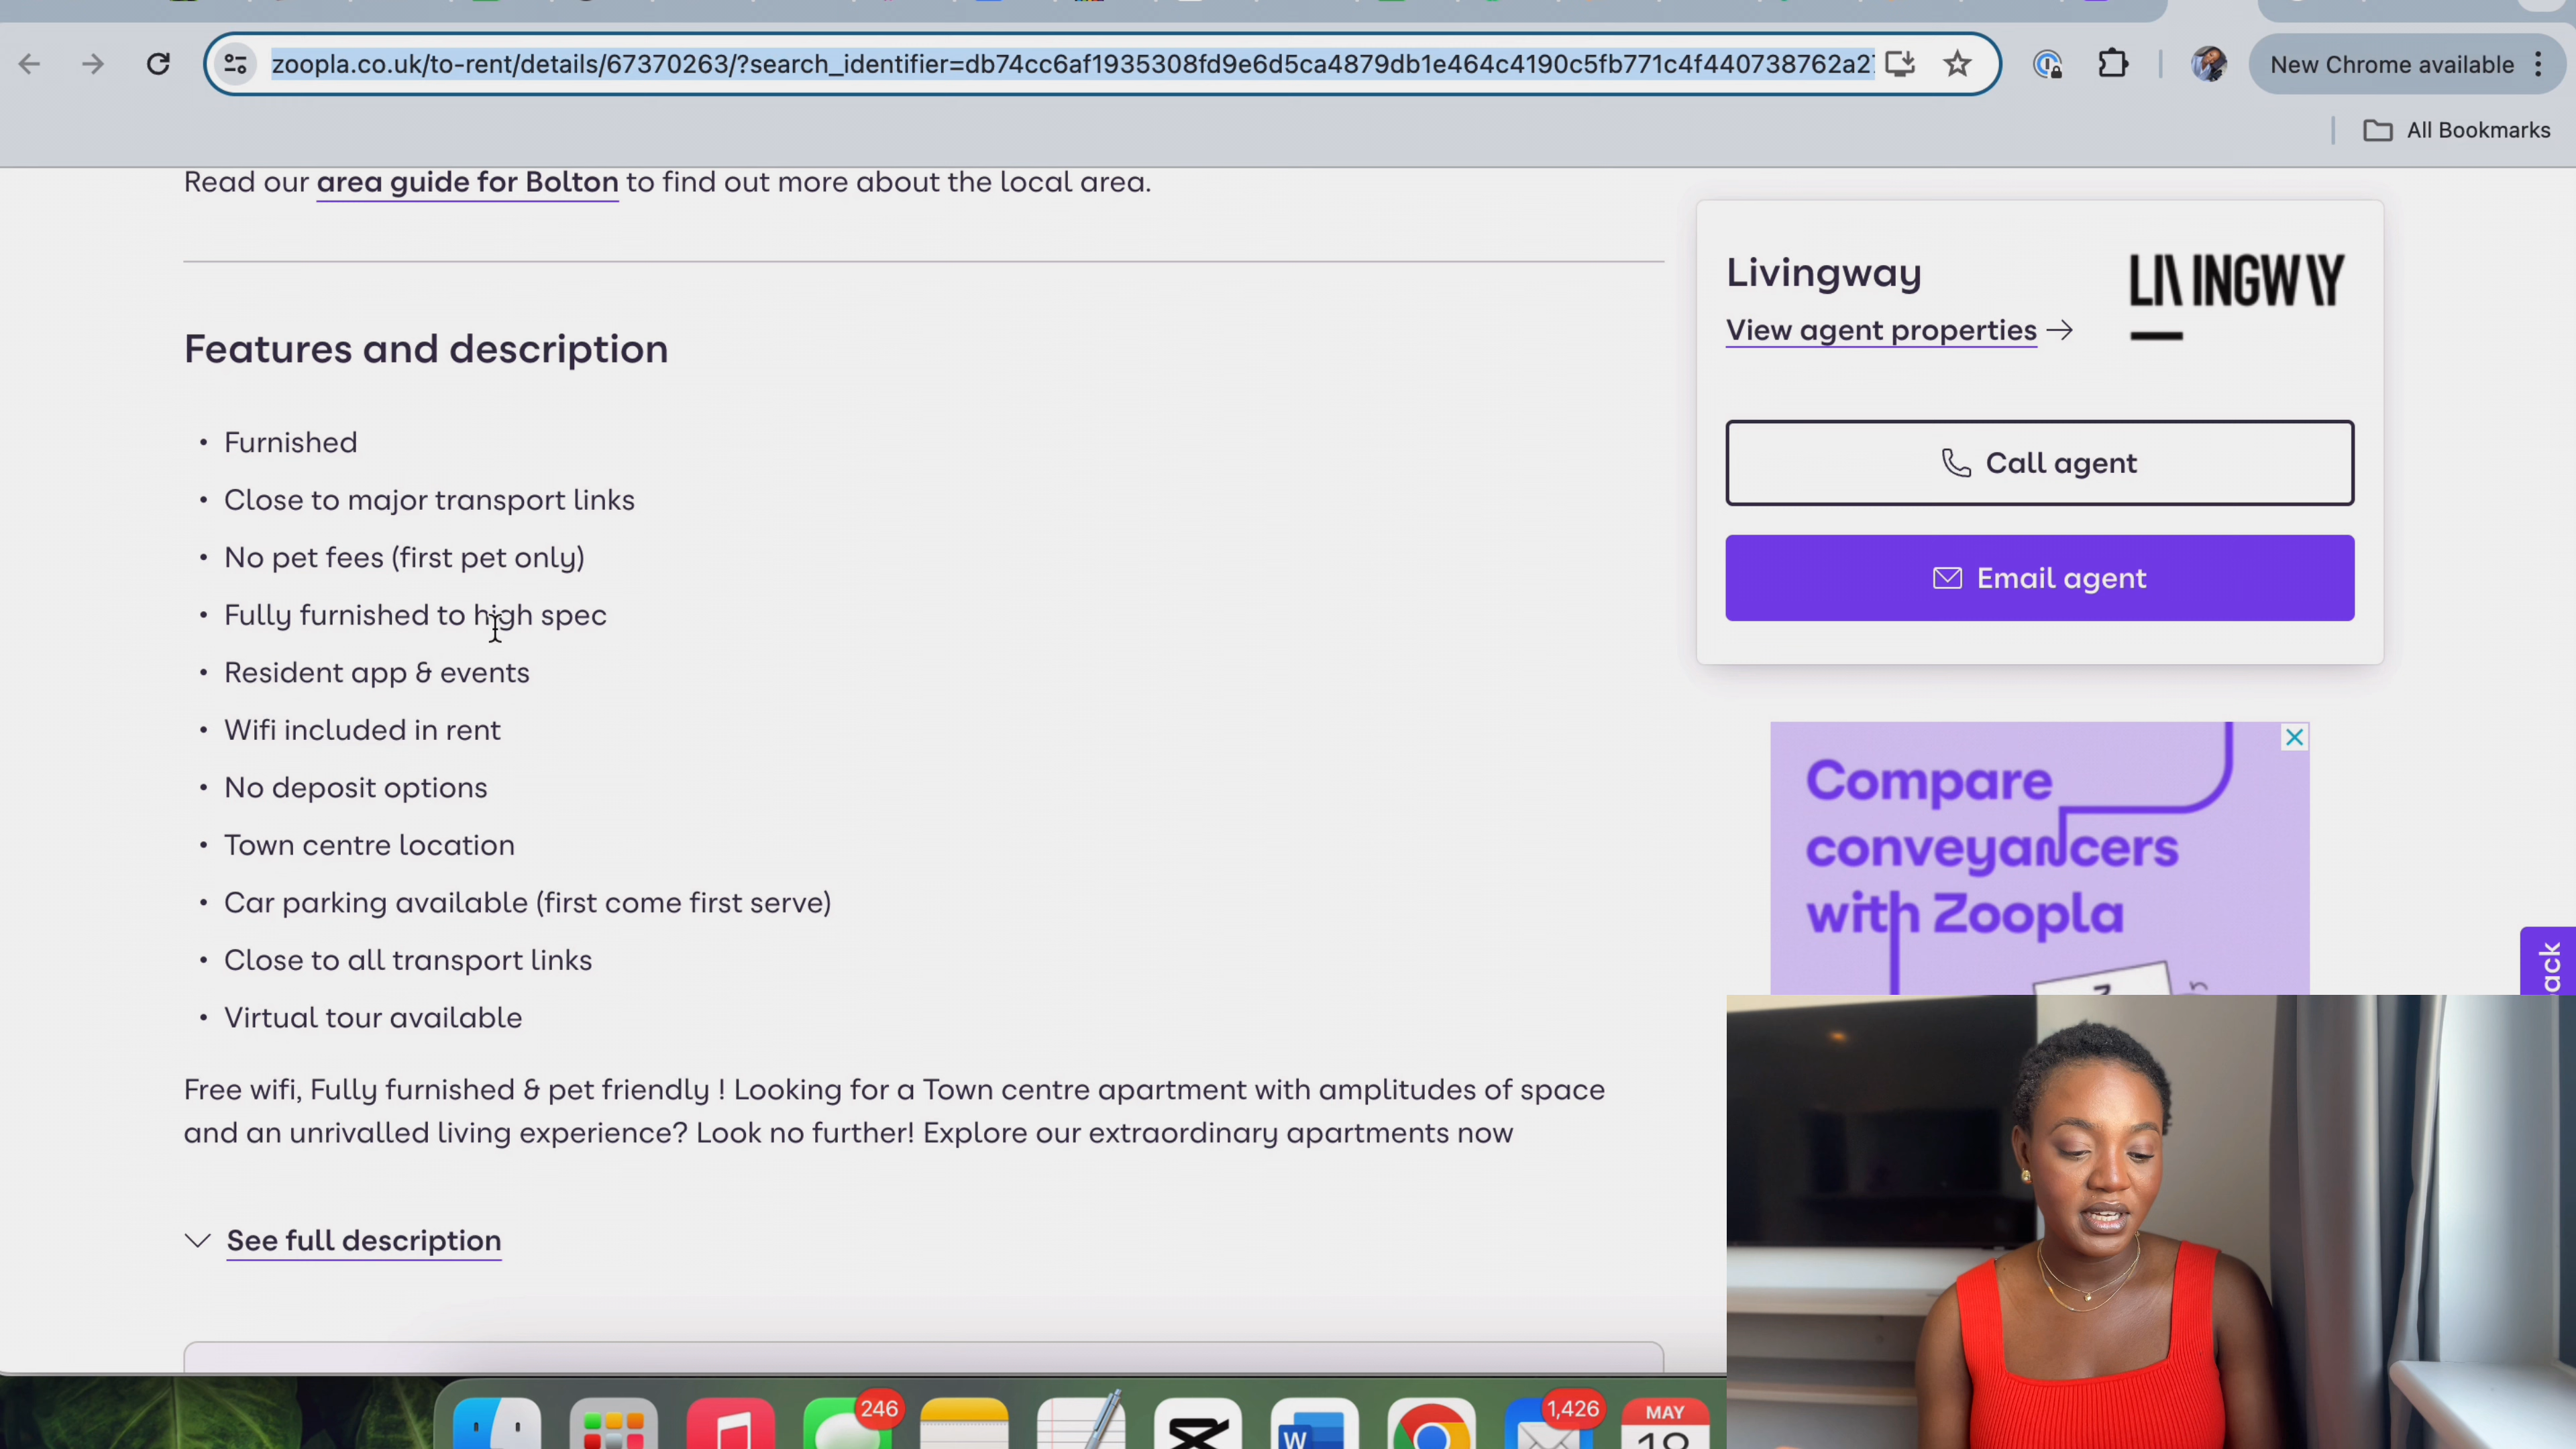 zoopla.co.uk/to-rent/details/67370263/?search_identifier=db74cc6af1935308fd9e6d5ca4879db1e464c4190c5fb771c4f440738762a2
New Chrome available
All Bookmarks
Read our area guide for Bolton to find out more about the local area.
Features and description
• Furnished
• Close to major transport links
• No pet fees (first pet only)
• Fully furnished to high spec
• Resident app & events
• Wifi included in rent
• No deposit options
• Town centre location
• Car parking available (first come first serve)
• Close to all transport links
• Virtual tour available
Free wifi, Fully furnished & pet friendly ! Looking for a Town centre apartment with amplitudes of space
and an unrivalled living experience? Look no further! Explore our extraordinary apartments now
See full description
Livingway
LIVINGWAY
View agent properties
Call agent
Email agent
Compare
conveyancers
with Zoopla
ack
246
W
1,426
MAY